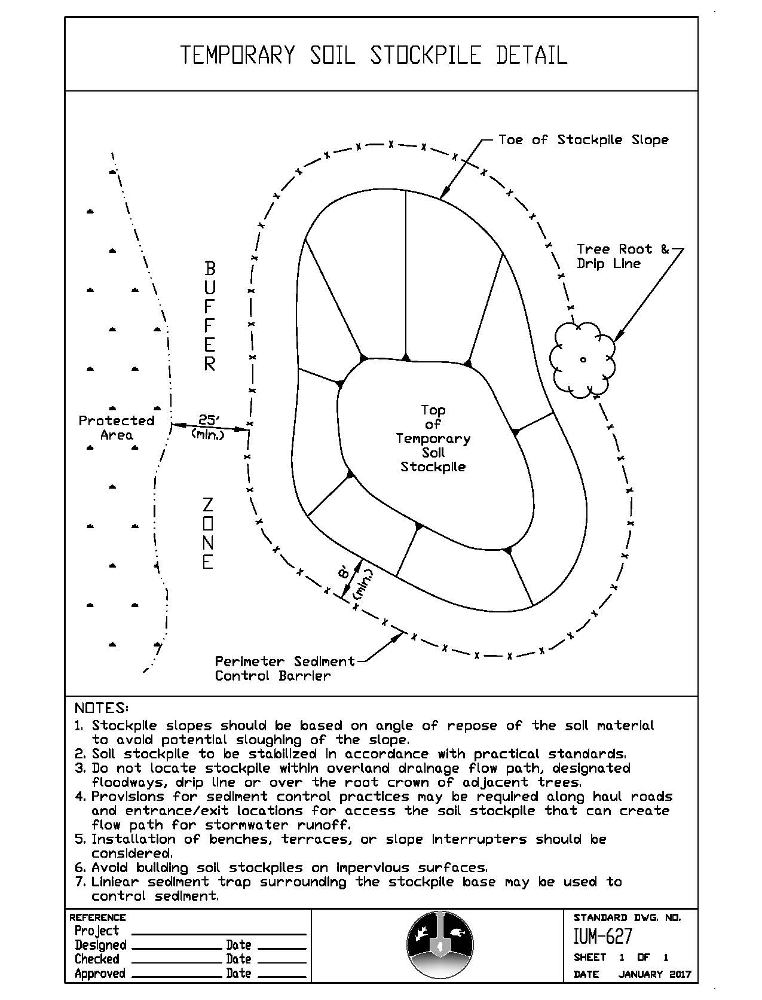 TEMPORARY SOIL STOCKPILE DETAIL
Toe of Stockpile Slope
Tree Root &
Drip Line
BUFFER
Protected
Area
25'
(min.)
Top
of
Temporary
Soil
Stockpile
ZONE
8'
(min.)
Perimeter Sediment
Control Barrier
NOTES:
1. Stockpile slopes should be based on angle of repose of the soil material
to avoid potential sloughing of the slope.
2. Soil stockpile to be stabilized in accordance with practical standards.
3. Do not locate stockpile within overland drainage flow path, designated
floodways, drip line or over the root crown of adjacent trees.
4. Provisions for sediment control practices may be required along haul roads
and entrance/exit locations for access the soil stockpile that can create
flow path for stormwater runoff.
5. Installation of benches, terraces, or slope interrupters should be
considered.
6. Avoid building soil stockpiles on impervious surfaces.
7. Liniear sediment trap surrounding the stockpile base may be used to
control sediment.
REFERENCE
Project
Designed Date
Checked Date
Approved Date
STANDARD DWG. NO.
IUM-627
SHEET 1 OF 1
DATE JANUARY 2017